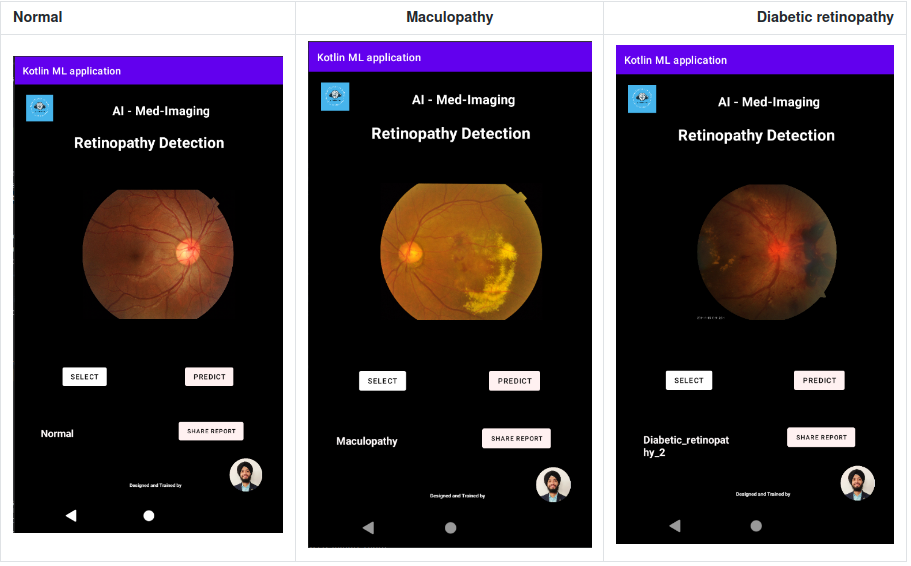 Normal
Maculopathy
Diabetic retinopathy
Kotlin ML application
AI - Med-Imaging
Retinopathy Detection
SELECT
PREDICT
Normal
SHARE REPORT
Designed and Trained by
Kotlin ML application
AI - Med-Imaging
Retinopathy Detection
SELECT
PREDICT
Maculopathy
SHARE REPORT
Designed and Trained by
Kotlin ML application
AI - Med-Imaging
Retinopathy Detection
SELECT
PREDICT
Diabetic_retinopat
hy_2
SHARE REPORT
Designed and Trained by